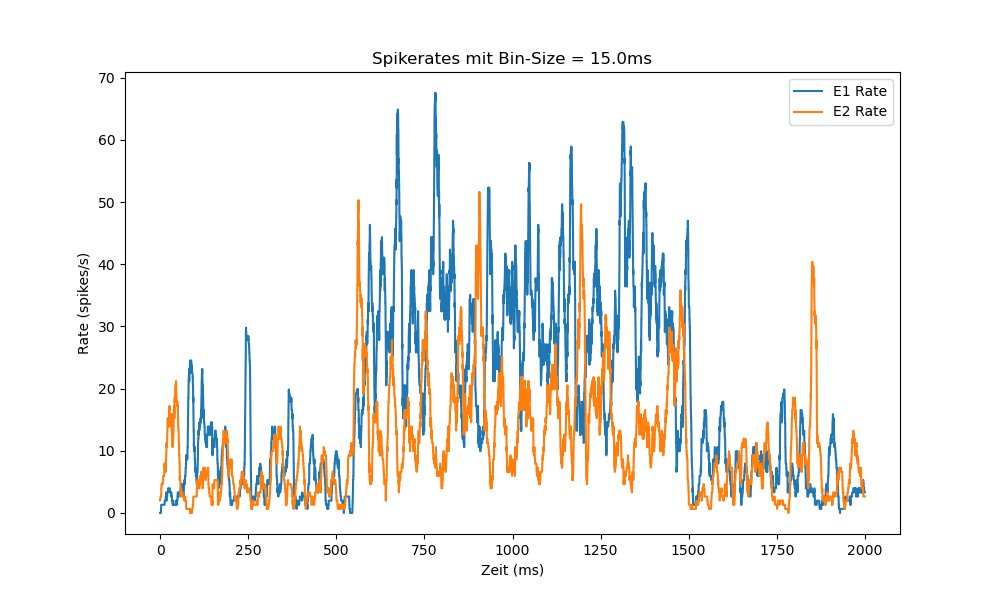 Spikerates mit Bin-Size = 15.0ms
E1 Rate
E2 Rate
70
60
50
40
30
20
10
0
Rate (spikes/s)
0 250 500 750 1000 1250 1500 1750 2000
Zeit (ms)